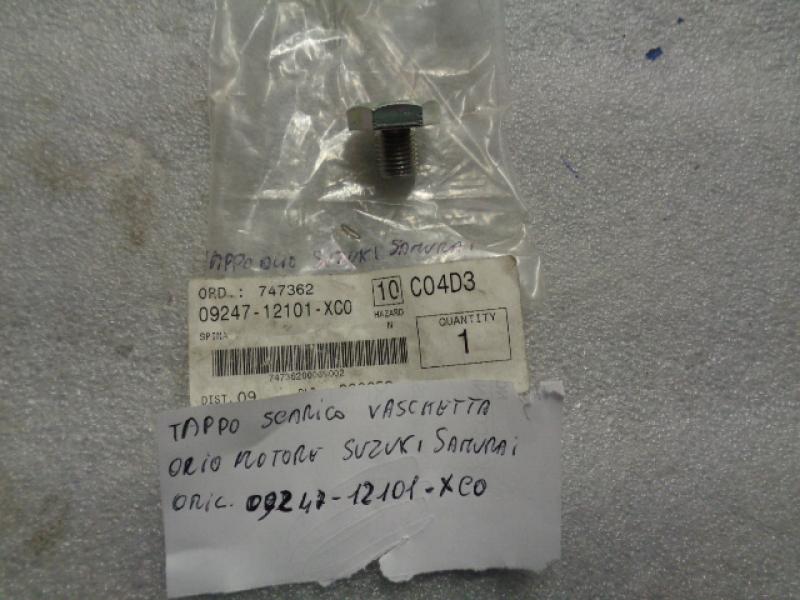 TAPPO OLIO SUZUKI SAMURAI
ORD.: 747362
10 C04D3
09247-12101-XC0
HAZARD
N
SPINA
QUANTITY
1
DIST. 09
TAPPO SCARICO VASCHETTA
ORIO MOTORE SUZUKI SAMURAI
ORIG. 09247-12101-XC0